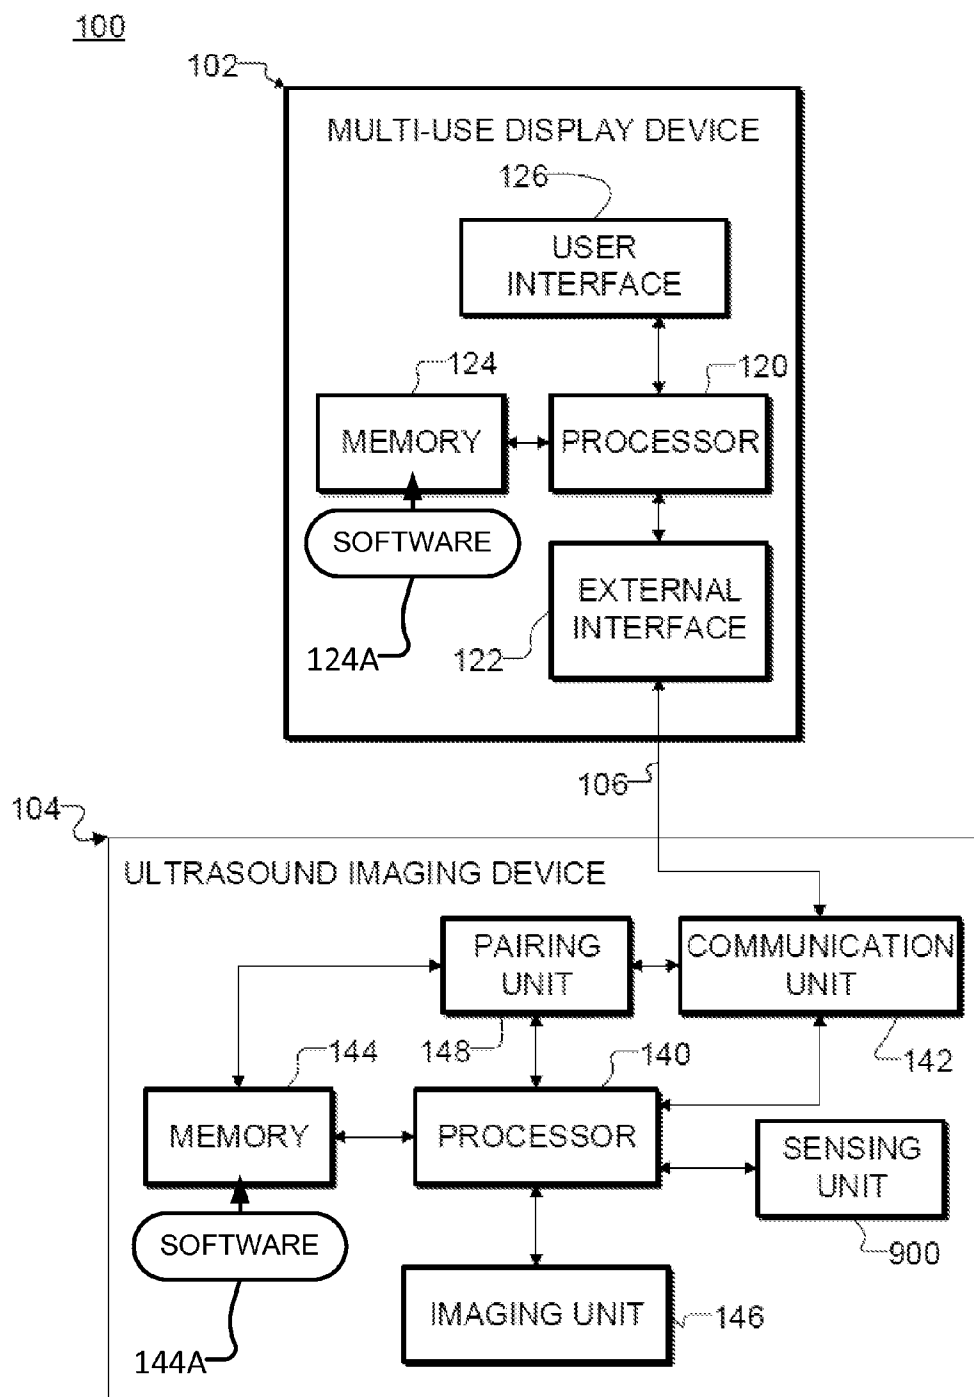 100
102
MULTI-USE DISPLAY DEVICE
126
USER
INTERFACE
124
120
MEMORY
PROCESSOR
SOFTWARE
EXTERNAL
INTERFACE
124A
122
106
104
ULTRASOUND IMAGING DEVICE
PAIRING
UNIT
COMMUNICATION
UNIT
144
148
140
142
MEMORY
PROCESSOR
SENSING
UNIT
SOFTWARE
900
IMAGING UNIT
146
144A